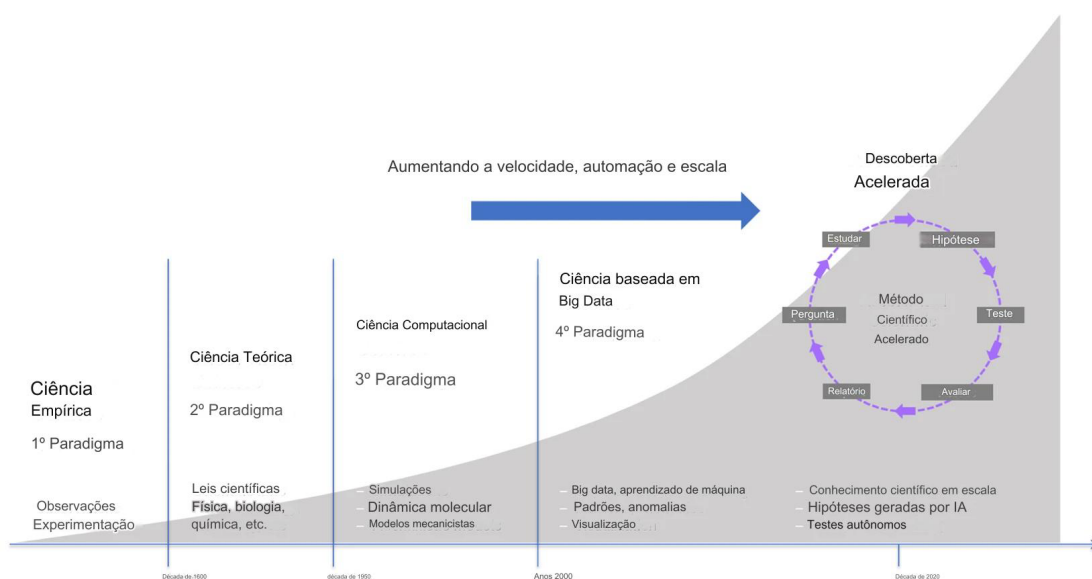 Aumentando a velocidade, automação e escala
Descoberta
Acelerada
Estudar
Hipótese
Pergunta
Teste
Relatório
Avaliar
Método
Científico
Acelerado
Ciência
Empírica
1º Paradigma
Ciência Teórica
2º Paradigma
Ciência Computacional
3º Paradigma
Ciência baseada em
Big Data
4º Paradigma
Observações
Experimentação
Leis científicas
Física, biologia,
química, etc.
– Simulações
– Dinâmica molecular
– Modelos mecanicistas
– Big data, aprendizado de máquina
– Padrões, anomalias
– Visualização
– Conhecimento científico em escala
– Hipóteses geradas por IA
– Testes autônomos
Década de 1600
década de 1950
Anos 2000
Década de 2020